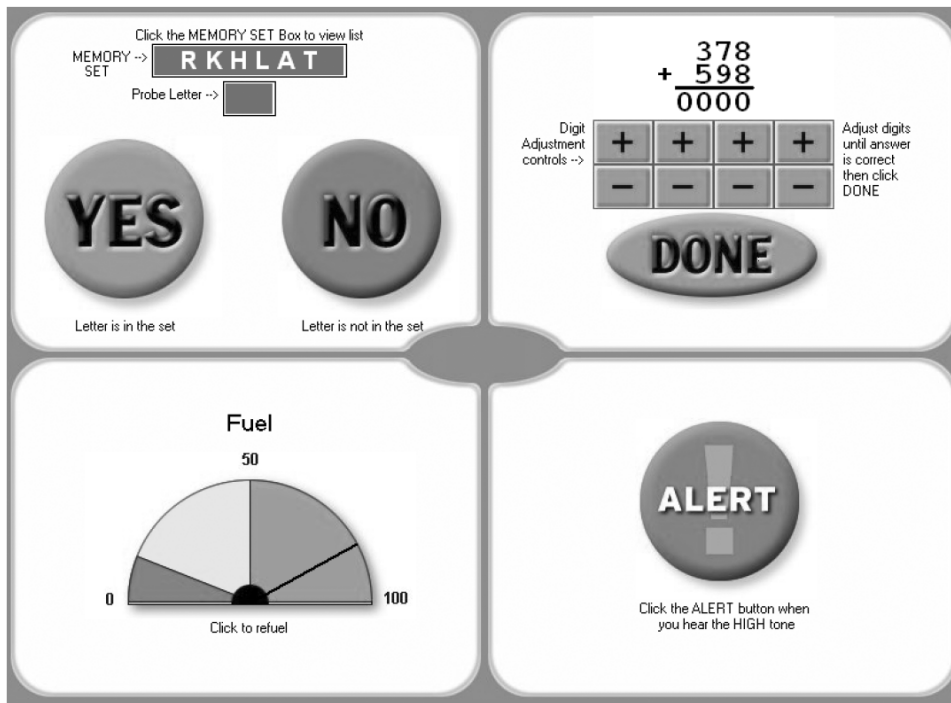 Click the MEMORY SET Box to view list
MEMORY -->
SET
R K H L A T
Probe Letter -->
YES
NO
Letter is in the set
Letter is not in the set
378
+ 598
0000
Digit
Adjustment
controls -->
+ + + +
− − − −
Adjust digits
until answer
is correct
then click
DONE
DONE
Fuel
50
0
100
Click to refuel
!
ALERT
Click the ALERT button when
you hear the HIGH tone